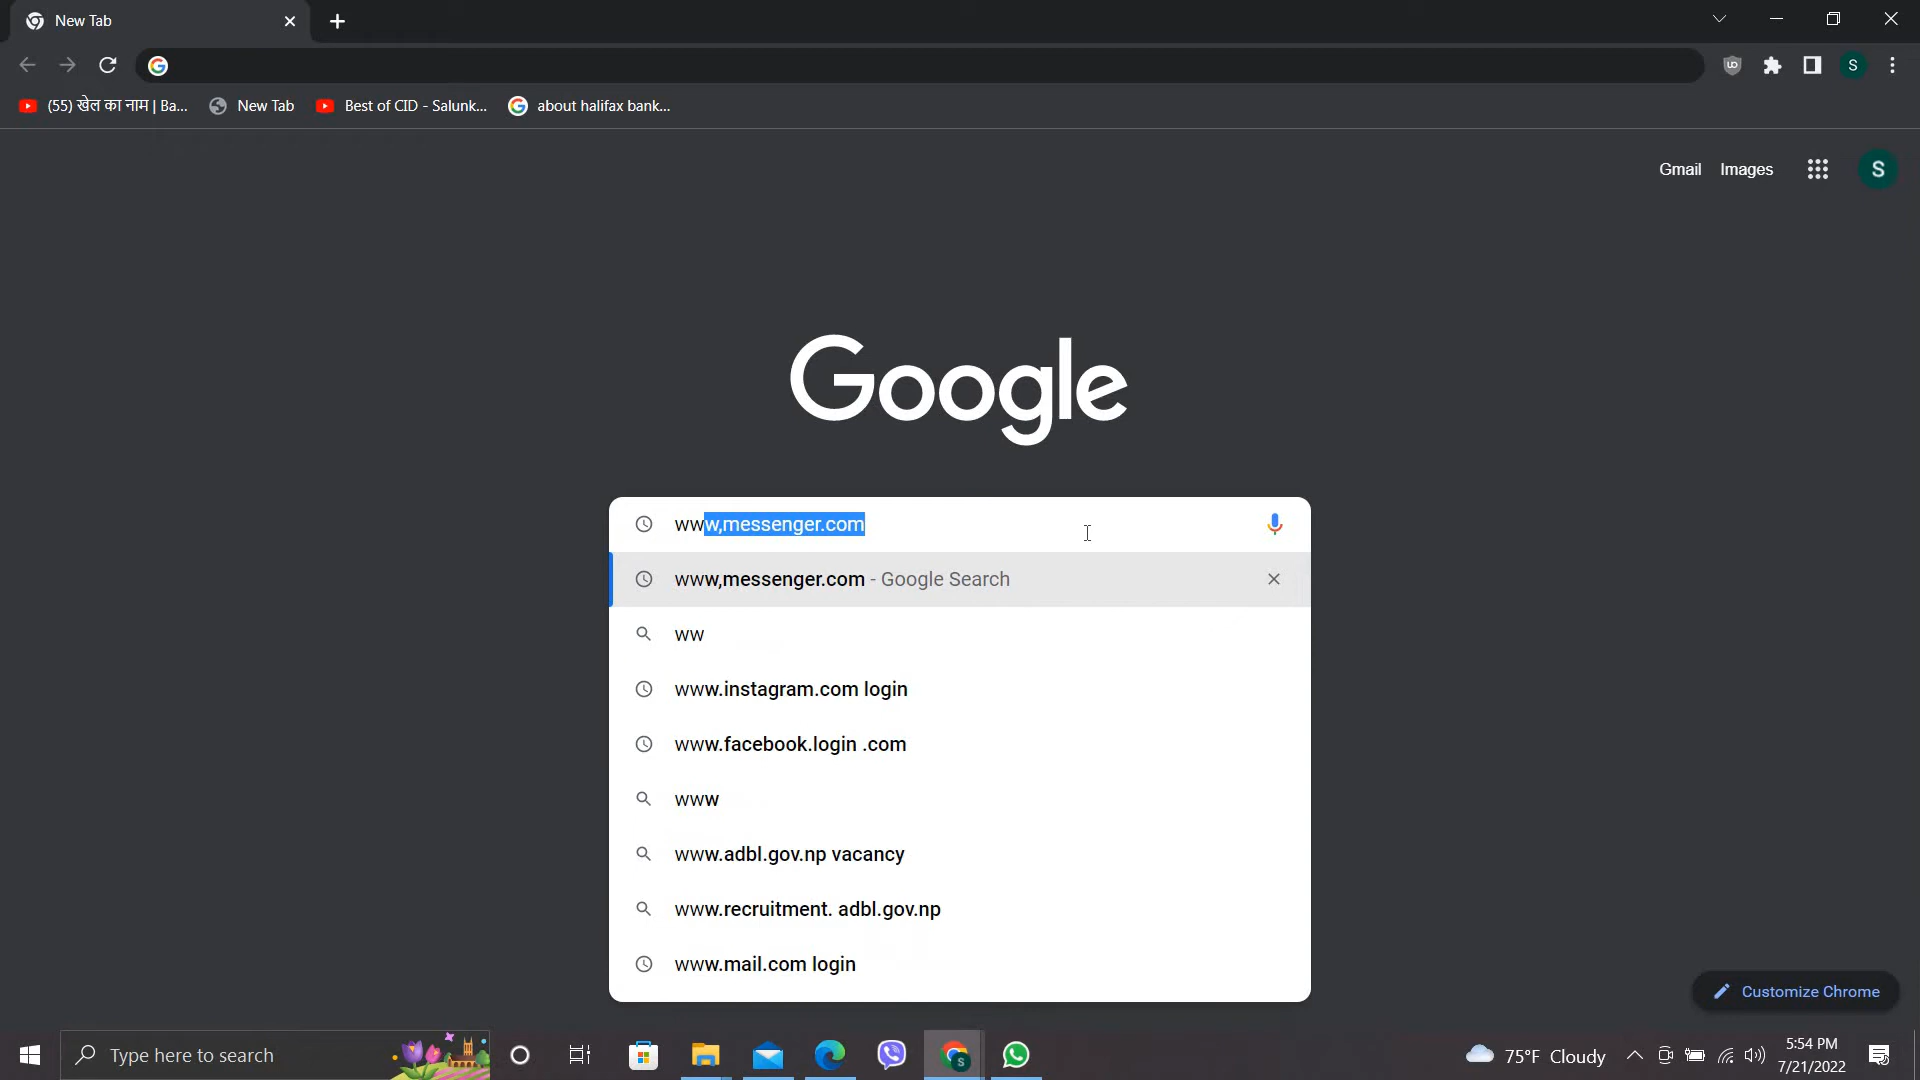 New Tab
(55) खेल का नाम | Ba...
New Tab
Best of CID - Salunk...
about halifax bank...
Gmail
Images
S
S
Google
www,messenger.com
www,messenger.com - Google Search
ww
www.instagram.com login
www.facebook.login .com
www
www.adbl.gov.np vacancy
www.recruitment. adbl.gov.np
www.mail.com login
Customize Chrome
Type here to search
S
75°F Cloudy
5:54 PM
7/21/2022